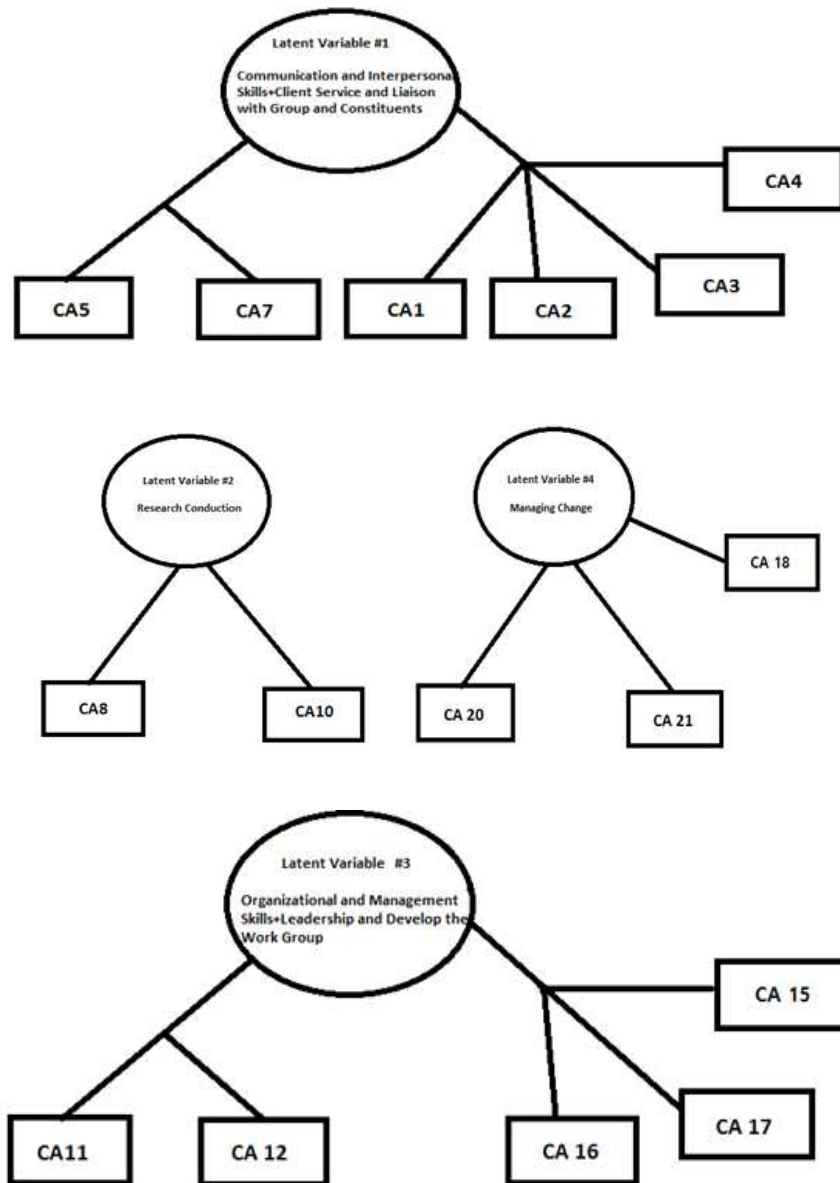 Latent Variable #1
Communication and Interpersonal
Skills+Client Service and Liaison
with Group and Constituents
CA4
CA5
CA7
CA1
CA2
CA3
Latent Variable #2
Research Conduction
Latent Variable #4
Managing Change
CA 18
CA8
CA10
CA 20
CA 21
Latent Variable #3
Organizational and Management
Skills+Leadership and Develop the
Work Group
CA 15
CA11
CA 12
CA 16
CA 17